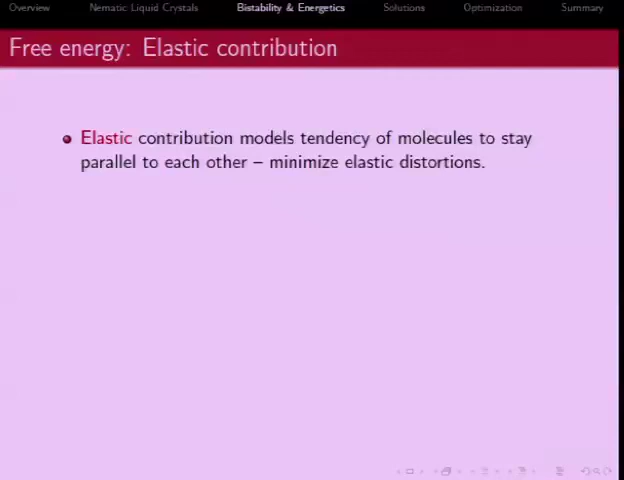 Overview Nematic Liquid Crystals Bistability & Energetics Solutions Optimization Summary
Free energy: Elastic contribution
Elastic contribution models tendency of molecules to stay
parallel to each other – minimize elastic distortions.